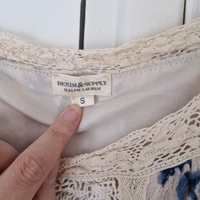 DENIM & SUPPLY
RALPH LAUREN
S